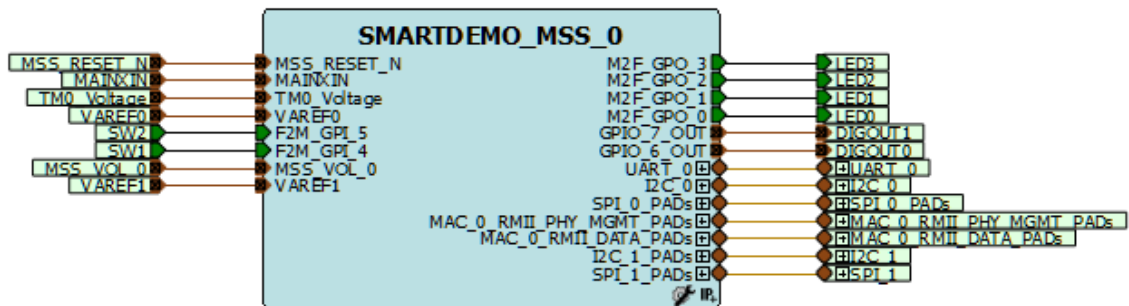 SMARTDEMO_MSS_0
MSS_RESET_N MSS_RESET_N M2F_GPO_3 LED3
MAINXIN MAINXIN M2F_GPO_2 LED2
TM0_Voltage TM0_Voltage M2F_GPO_1 LED1
VAREF0 VAREF0 M2F_GPO_0 LED0
SW2 F2M_GPI_5 GPIO_7_OUT DIGOUT1
SW1 F2M_GPI_4 GPIO_6_OUT DIGOUT0
MSS_VOL_0 MSS_VOL_0 UART_0 UART_0
VAREF1 VAREF1 I2C_0 I2C_0
SPI_0_PADs SPI_0_PADs
MAC_0_RMII_PHY_MGMT_PADs MAC_0_RMII_PHY_MGMT_PADs
MAC_0_RMII_DATA_PADs MAC_0_RMII_DATA_PADs
I2C_1_PADs I2C_1
SPI_1_PADs SPI_1
IP